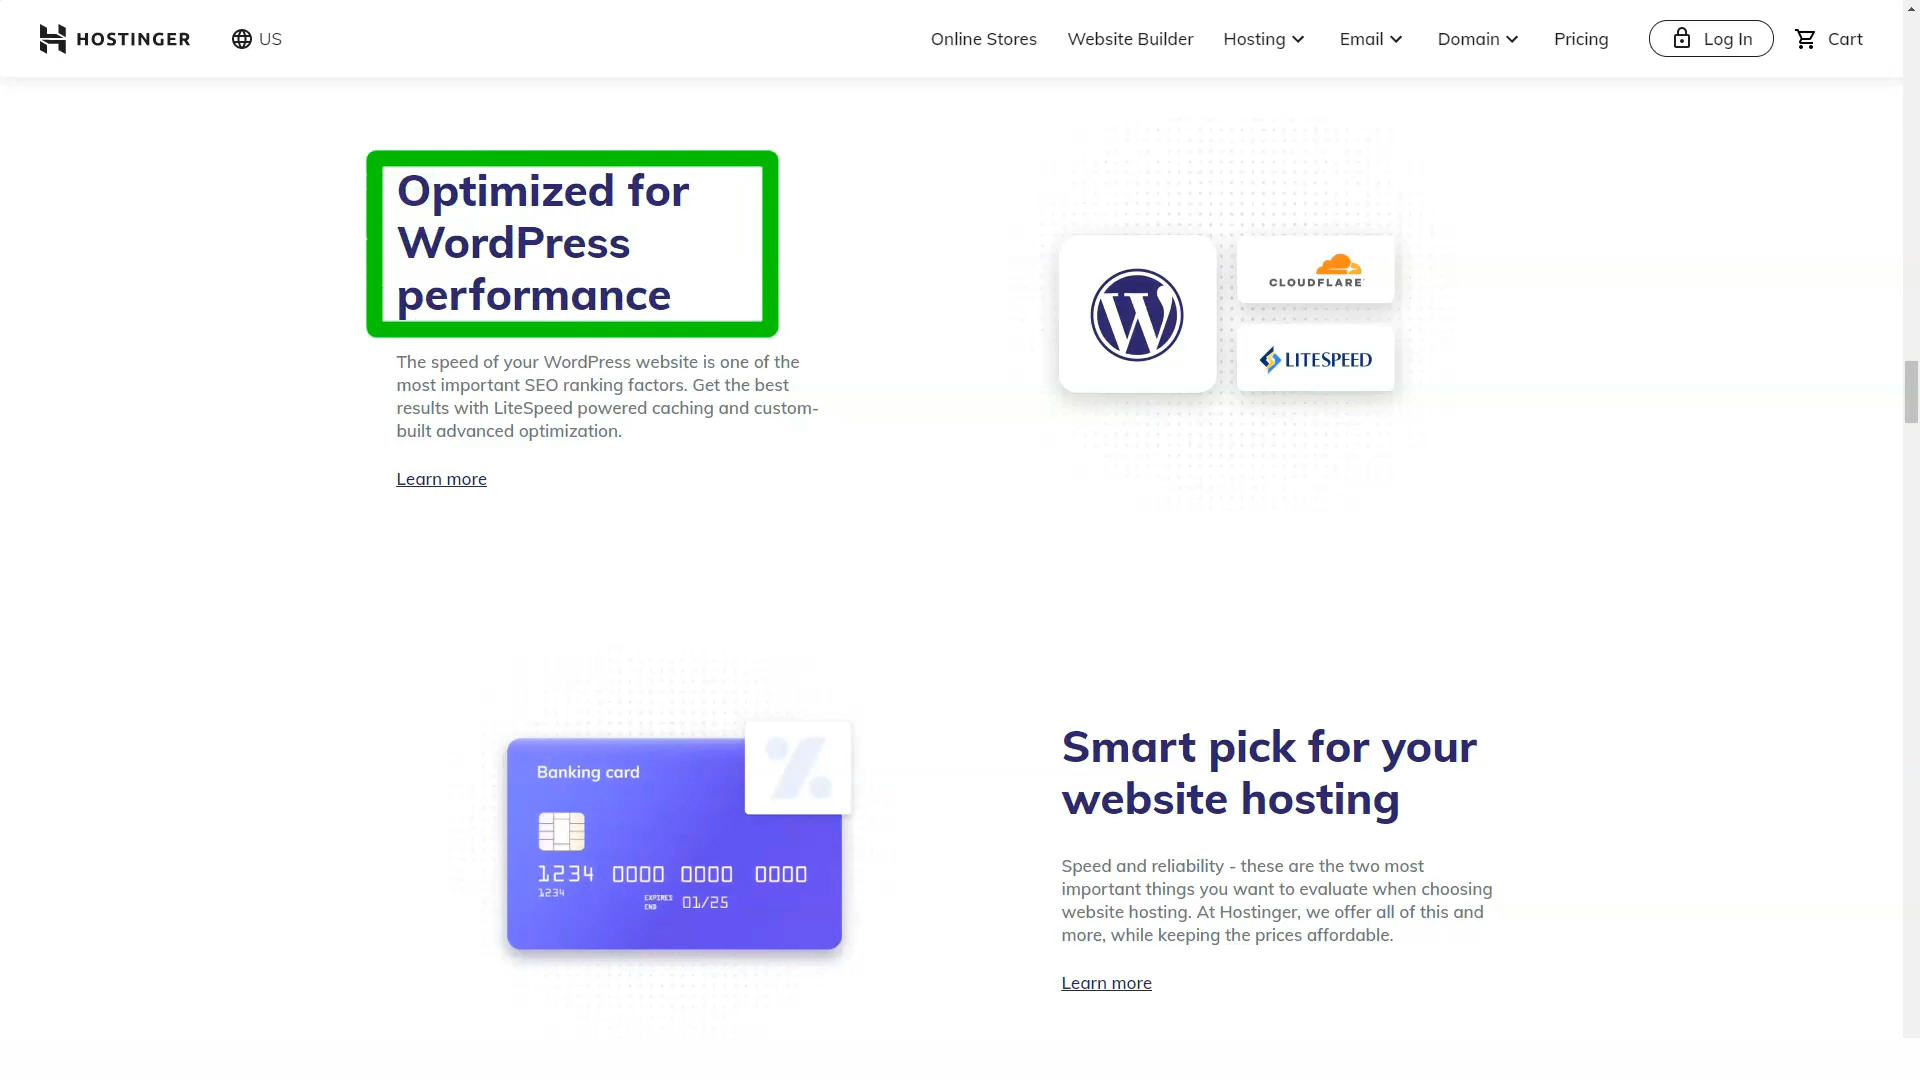 HOSTINGER US Online Stores Website Builder Hosting Email Domain Pricing Log In Cart
Optimized for
WordPress
performance
The speed of your WordPress website is one of the
most important SEO ranking factors. Get the best
results with LiteSpeed powered caching and custom-
built advanced optimization.
Learn more
W
CLOUDFLARE
LITESPEED
Banking card
1234 0000 0000 0000
1234
EXPIRES
END
01/25
Smart pick for your
website hosting
Speed and reliability - these are the two most
important things you want to evaluate when choosing
website hosting. At Hostinger, we offer all of this and
more, while keeping the prices affordable.
Learn more